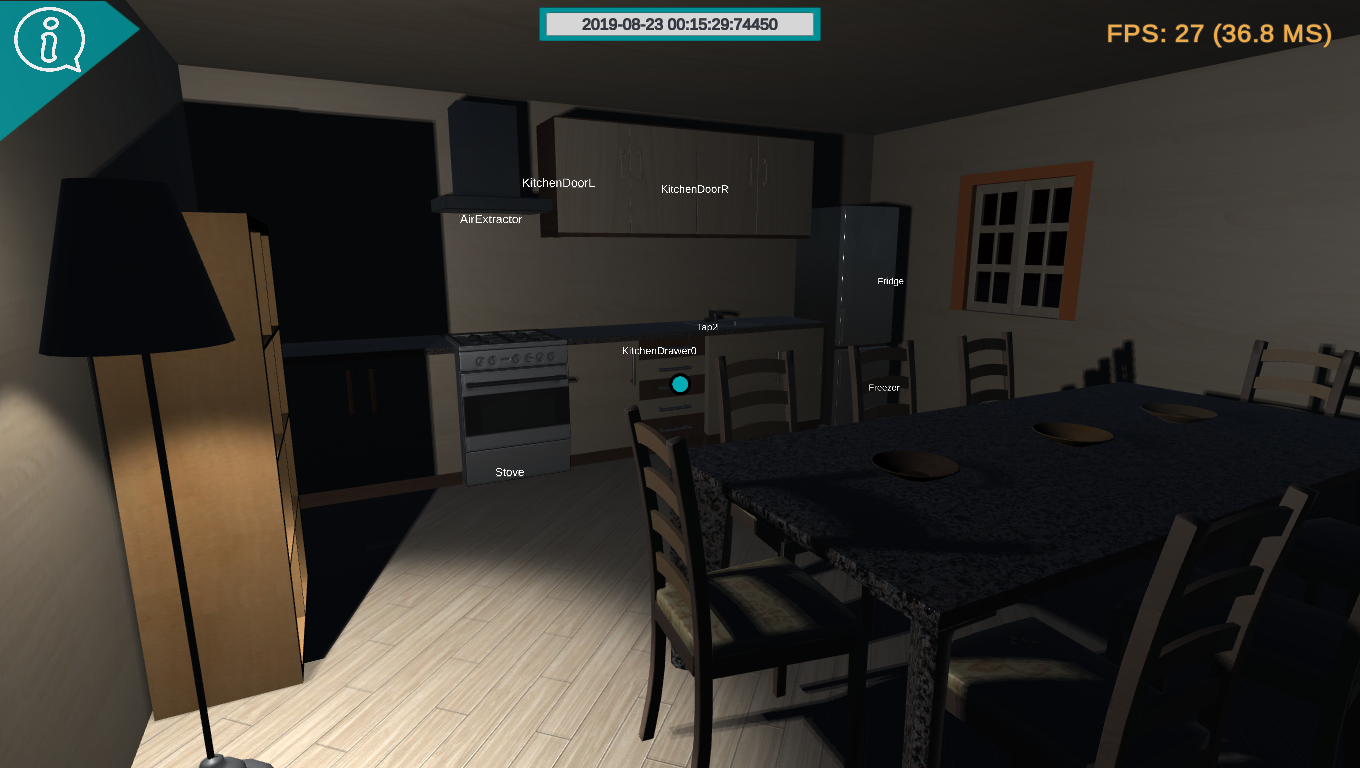 2019-08-23 00:15:29:74450
FPS: 27 (36.8 MS)
KitchenDoorL
KitchenDoorR
AirExtractor
Fridge
Tap2
KitchenDrawer0
Freezer
Stove